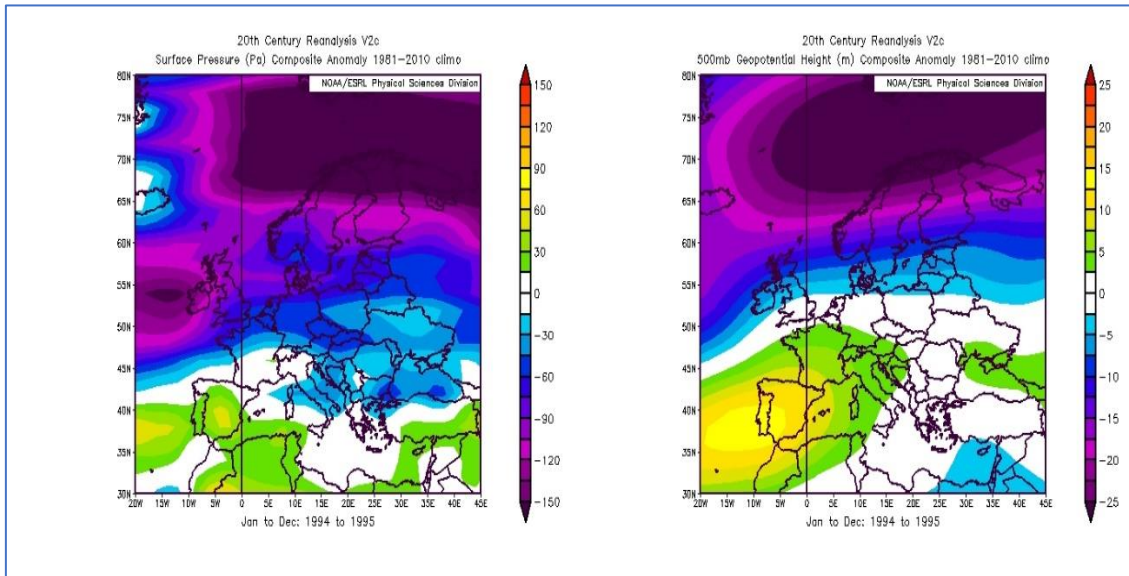 20th Century Reanalysis V2c
Surface Pressure (Pa) Composite Anomaly 1981-2010 climo
NOAA/ESRL Physical Sciences Division
80N
75N
70N
65N
60N
55N
50N
45N
40N
35N
30N
20W 15W 10W 5W 0 5E 10E 15E 20E 25E 30E 35E 40E 45E
Jan to Dec: 1994 to 1995
150
120
90
60
30
0
-30
-60
-90
-120
-150
20th Century Reanalysis V2c
500mb Geopotential Height (m) Composite Anomaly 1981-2010 climo
NOAA/ESRL Physical Sciences Division
80N
75N
70N
65N
60N
55N
50N
45N
40N
35N
30N
20W 15W 10W 5W 0 5E 10E 15E 20E 25E 30E 35E 40E 45E
Jan to Dec: 1994 to 1995
25
20
15
10
5
0
-5
-10
-15
-20
-25